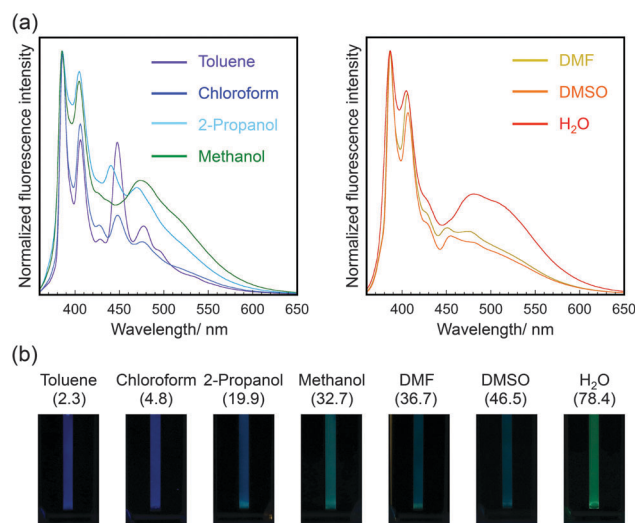 (a)
Normalized fluorescence intensity
Toluene
Chloroform
2-Propanol
Methanol
400 450 500 550 600 650
Wavelength/ nm
Normalized fluorescence intensity
DMF
DMSO
H₂O
400 450 500 550 600 650
Wavelength/ nm
(b)
Toluene Chloroform 2-Propanol Methanol DMF DMSO H₂O
(2.3) (4.8) (19.9) (32.7) (36.7) (46.5) (78.4)